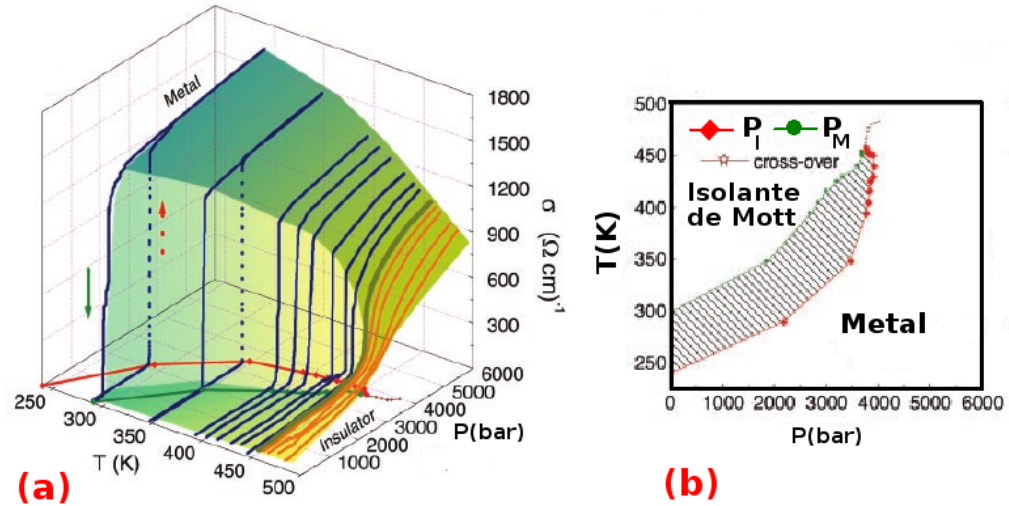 Metal
1800
1500
1200
900
600
300
σ (Ω cm)⁻¹
6000
5000
4000
3000
2000
1000
P(bar)
Insulator
250
300
350
400
450
500
T (K)
(a)
500
450
400
350
300
250
T(K)
P_I P_M
cross-over
Isolante
de Mott
Metal
0 1000 2000 3000 4000 5000 6000
P(bar)
(b)